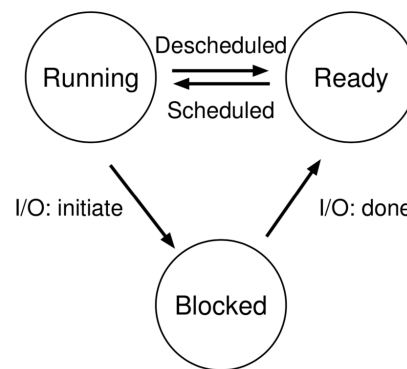 Descheduled
Running
Ready
Scheduled
I/O: initiate
I/O: done
Blocked